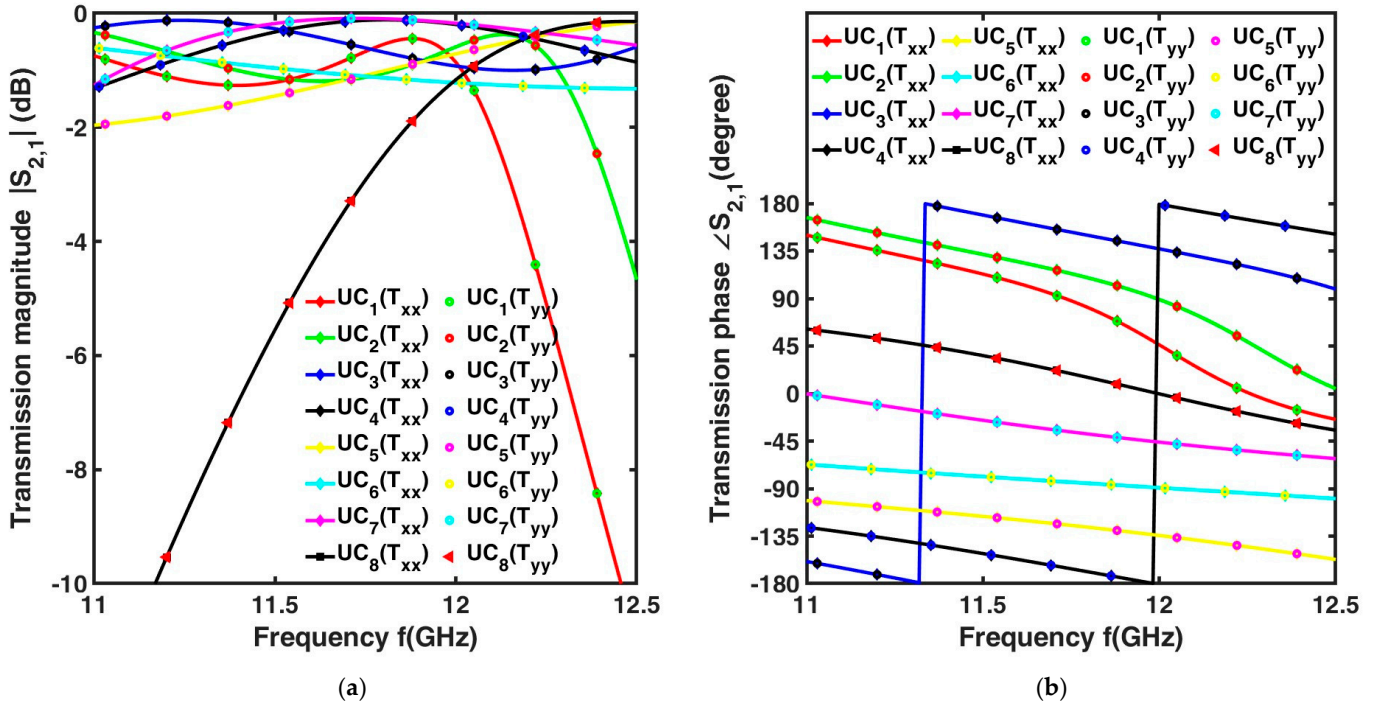 Transmission magnitude |S2,1| (dB)
0
-2
-4
-6
-8
-10
11
11.5
12
12.5
Frequency f(GHz)
UC1(Txx) UC1(Tyy)
UC2(Txx) UC2(Tyy)
UC3(Txx) UC3(Tyy)
UC4(Txx) UC4(Tyy)
UC5(Txx) UC5(Tyy)
UC6(Txx) UC6(Tyy)
UC7(Txx) UC7(Tyy)
UC8(Txx) UC8(Tyy)
(a)
Transmission phase ∠S2,1(degree)
UC1(Txx) UC5(Txx) UC1(Tyy) UC5(Tyy)
UC2(Txx) UC6(Txx) UC2(Tyy) UC6(Tyy)
UC3(Txx) UC7(Txx) UC3(Tyy) UC7(Tyy)
UC4(Txx) UC8(Txx) UC4(Tyy) UC8(Tyy)
180
135
90
45
0
-45
-90
-135
-180
11
11.5
12
12.5
Frequency f(GHz)
(b)